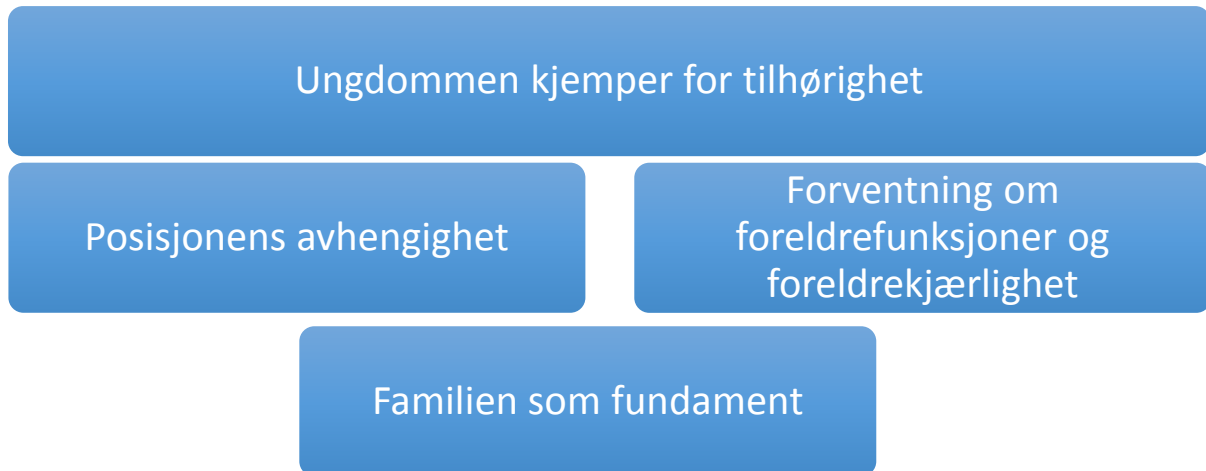 Ungdommen kjemper for tilhørighet
Posisjonens avhengighet
Forventning om
foreldrefunksjoner og
foreldrekjærlighet
Familien som fundament